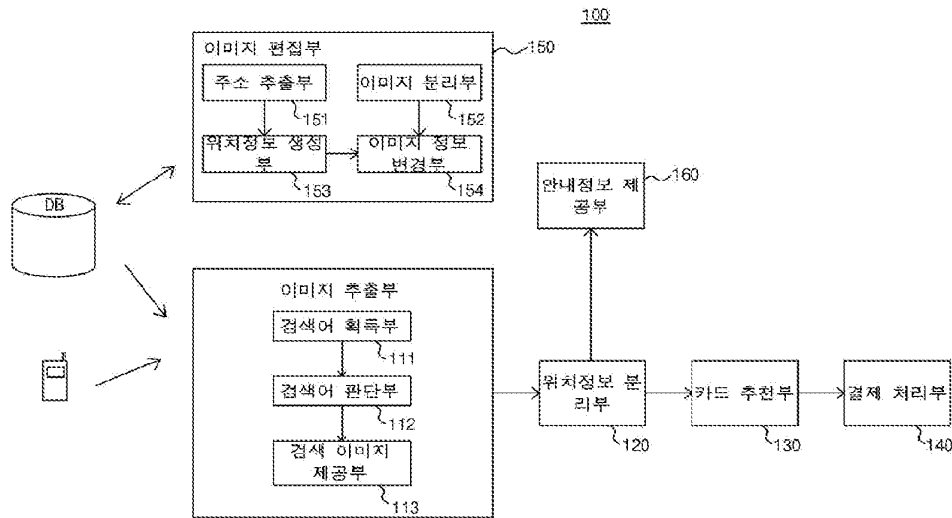 100
이미지 편집부
150
주소 추출부
이미지 분리부
151
152
위치정보 생성
부
이미지 정보
변경부
153
154
DB
160
안내정보 제
공부
이미지 추출부
검색어 획득부
111
검색어 판단부
112
검색 이미지
제공부
113
위치정보 분
리부
120
카드 추천부
130
결제 처리부
140